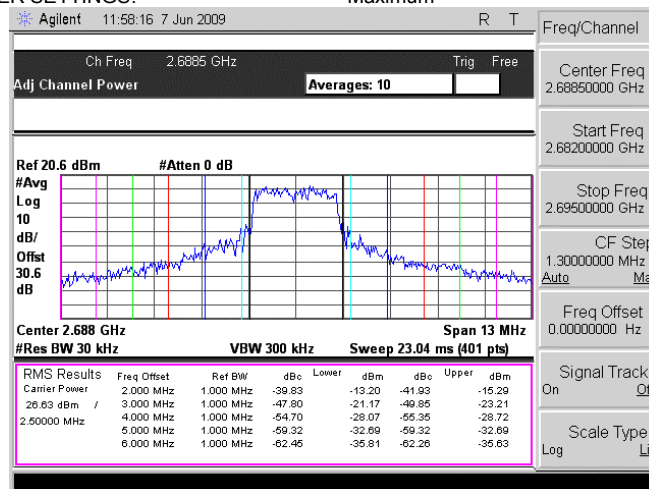 ER SETTINGS: Maximum
Agilent 11:58:16 7 Jun 2009 R T
Freq/Channel
Ch Freq 2.6885 GHz Trig Free
Adj Channel Power Averages: 10
Center Freq
2.68850000 GHz
Start Freq
2.68200000 GHz
Stop Freq
2.69500000 GHz
CF Step
1.30000000 MHz
Auto Ma
Freq Offset
0.00000000 Hz
Signal Track
On Of
Scale Type
Log Li
Ref 20.6 dBm #Atten 0 dB
#Avg
Log
10
dB/
Offst
30.6
dB
Center 2.688 GHz Span 13 MHz
#Res BW 30 kHz VBW 300 kHz Sweep 23.04 ms (401 pts)
RMS Results Freq Offset Ref BW dBc Lower dBm dBc Upper dBm
Carrier Power 2.000 MHz 1.000 MHz -39.83 -13.20 -41.93 -15.29
26.63 dBm / 3.000 MHz 1.000 MHz -47.80 -21.17 -49.85 -23.21
2.50000 MHz 4.000 MHz 1.000 MHz -54.70 -28.07 -55.35 -28.72
5.000 MHz 1.000 MHz -59.32 -32.69 -59.32 -32.69
6.000 MHz 1.000 MHz -62.45 -35.81 -62.26 -35.63